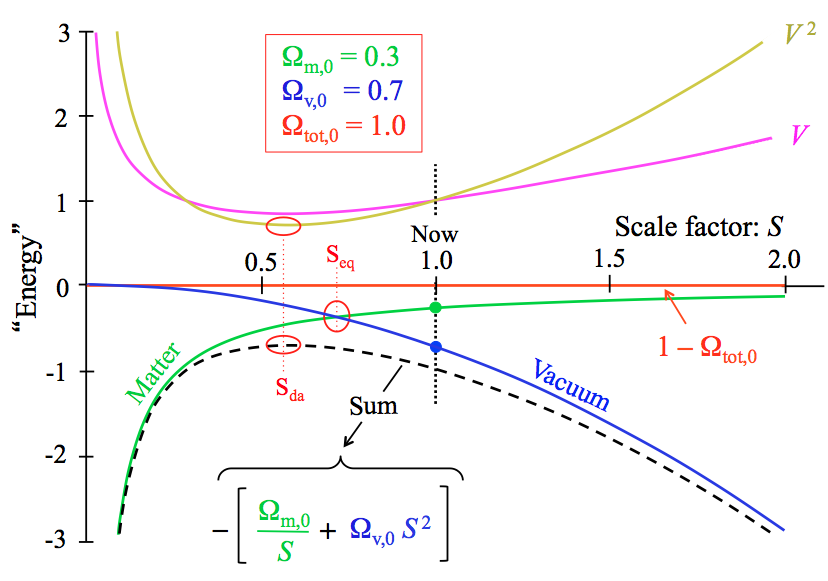 3
2
1
0
-1
-2
-3
“Energy”
V²
V
Ωm,0 = 0.3
Ωv,0 = 0.7
Ωtot,0 = 1.0
Scale factor: S
Now
0.5
Seq
1.0
1.5
2.0
1 – Ωtot,0
Matter
Sda
Sum
Vacuum
–[Ωm,0/S + Ωv,0 S²]